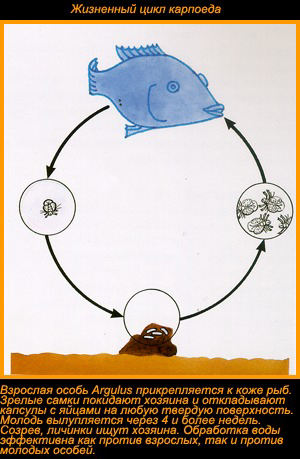 Жизненный цикл карпоеда
Взрослая особь Argulus прикрепляется к коже рыб.
Зрелые самки покидают хозяина и откладывают
капсулы с яйцами на любую твердую поверхность.
Молодь вылупляется через 4 и более недель.
Созрев, личинки ищут хозяина. Обработка воды
эффективна как против взрослых, так и против
молодых особей.